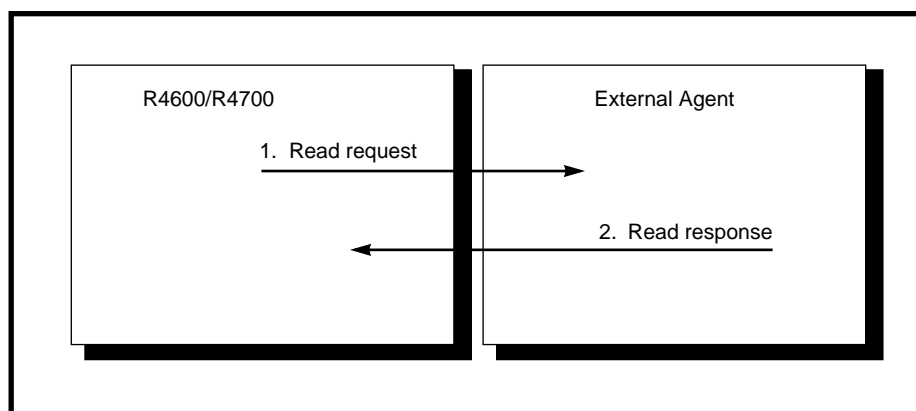 R4600/R4700
External Agent
1. Read request
2. Read response